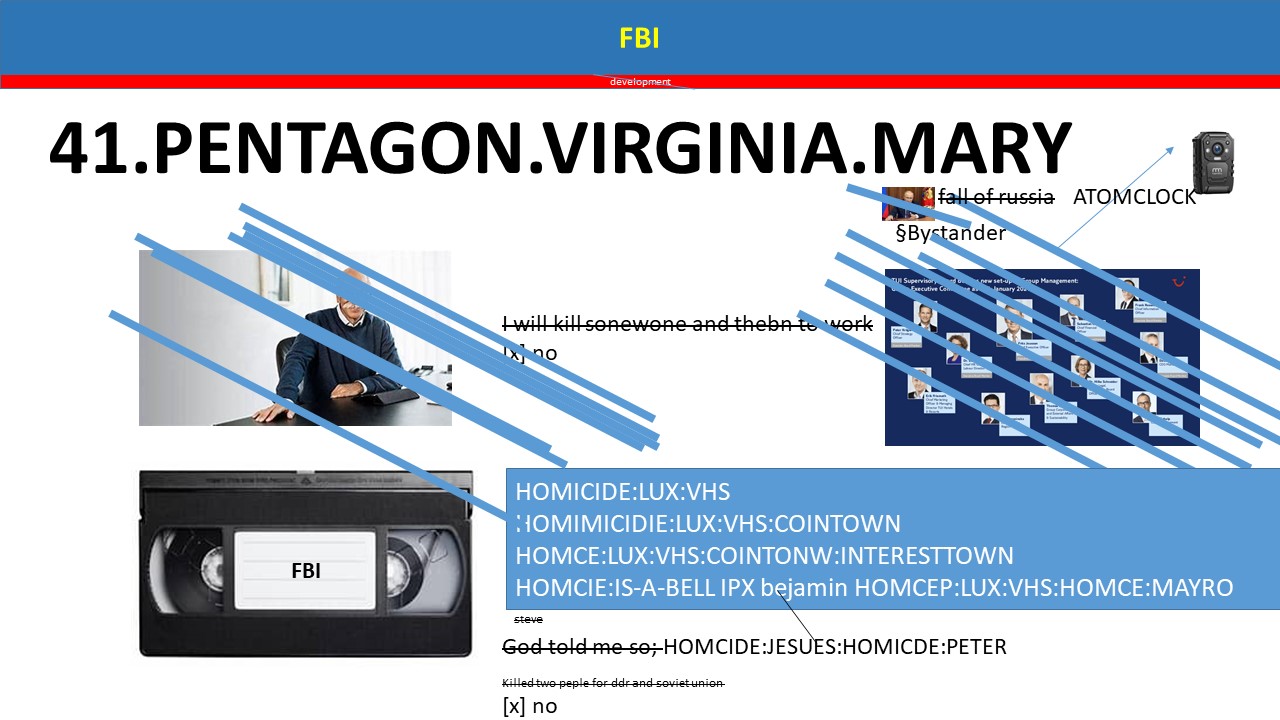 FBI
development
41.PENTAGON.VIRGINIA.MARY
fall of russia ATOMCLOCK
§Bystander
I will kill sonewone and thebn to work
[x] no
FBI
HOMICIDE:LUX:VHS
HOMIMICIDIE:LUX:VHS:COINTOWN
HOMCE:LUX:VHS:COINTONW:INTERESTTOWN
HOMCIE:IS-A-BELL IPX bejamin HOMCEP:LUX:VHS:HOMCE:MAYRO
steve
God told me so; HOMCIDE:JESUES:HOMICDE:PETER
Killed two peple for ddr and soviet union
[x] no